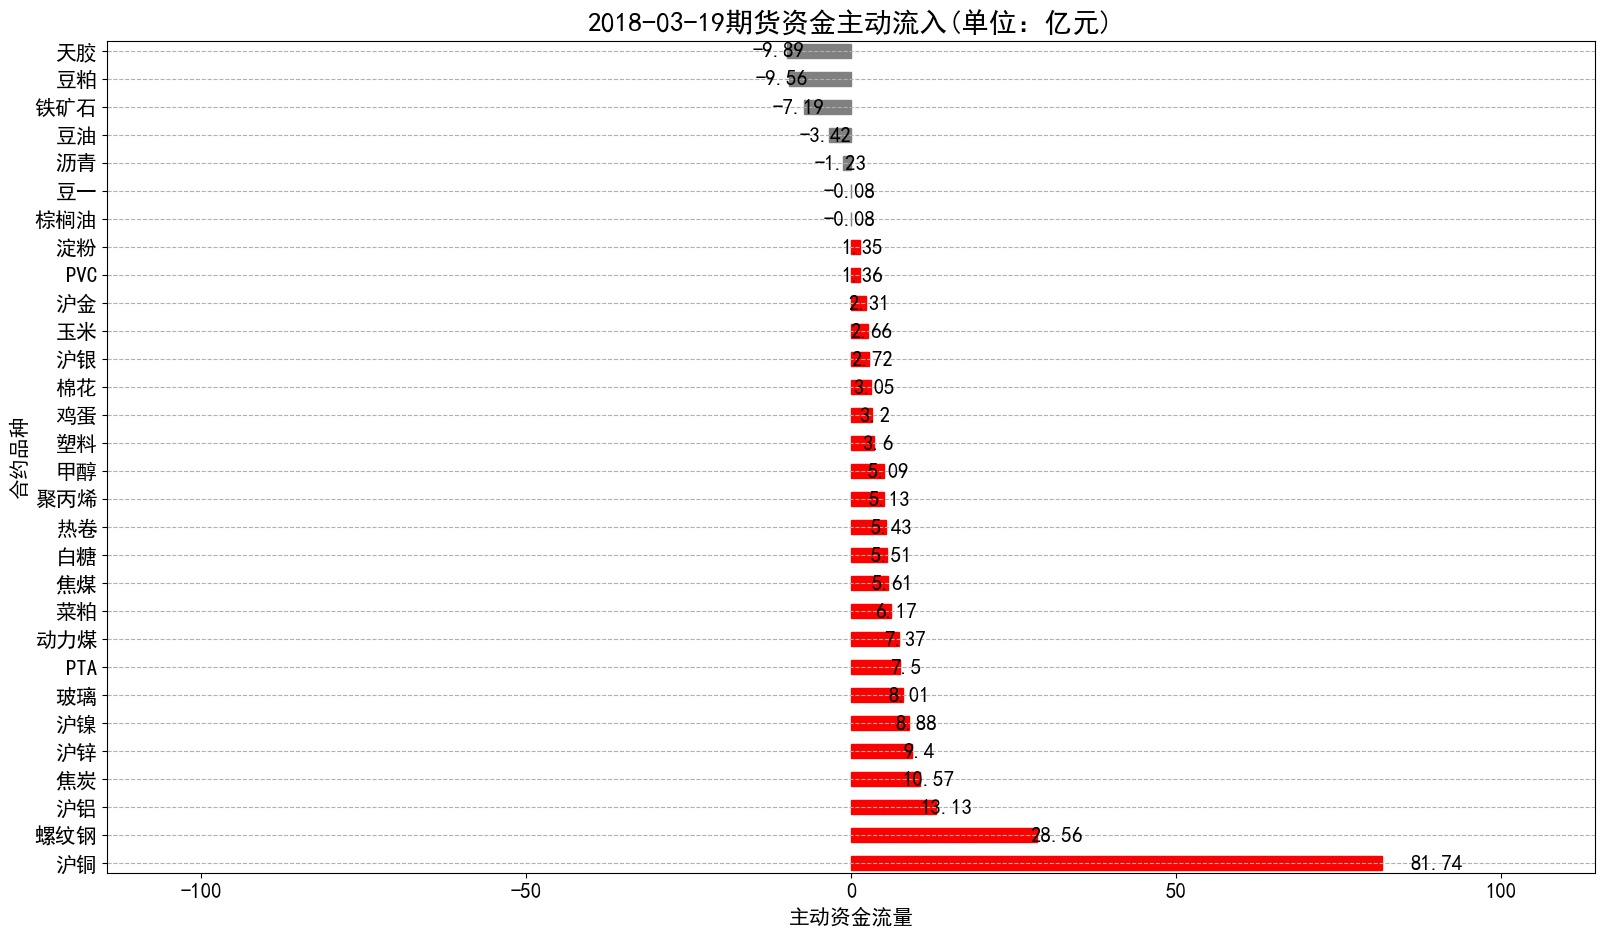 2018-03-19期货资金主动流入(单位：亿元)
天胶 -9.89
豆粕 -9.56
铁矿石 -7.19
豆油 -3.42
沥青 -1.23
豆一 -0.08
棕榈油 -0.08
淀粉 1.35
PVC 1.36
沪金 2.31
玉米 2.66
沪银 2.72
棉花 3.05
鸡蛋 3.2
塑料 3.6
甲醇 5.09
聚丙烯 5.13
热卷 5.43
白糖 5.51
焦煤 5.61
菜粕 6.17
动力煤 7.37
PTA 7.5
玻璃 8.01
沪镍 8.88
沪锌 9.4
焦炭 10.57
沪铝 13.13
螺纹钢 28.56
沪铜 81.74
合约品种
-100 -50 0 50 100
主动资金流量